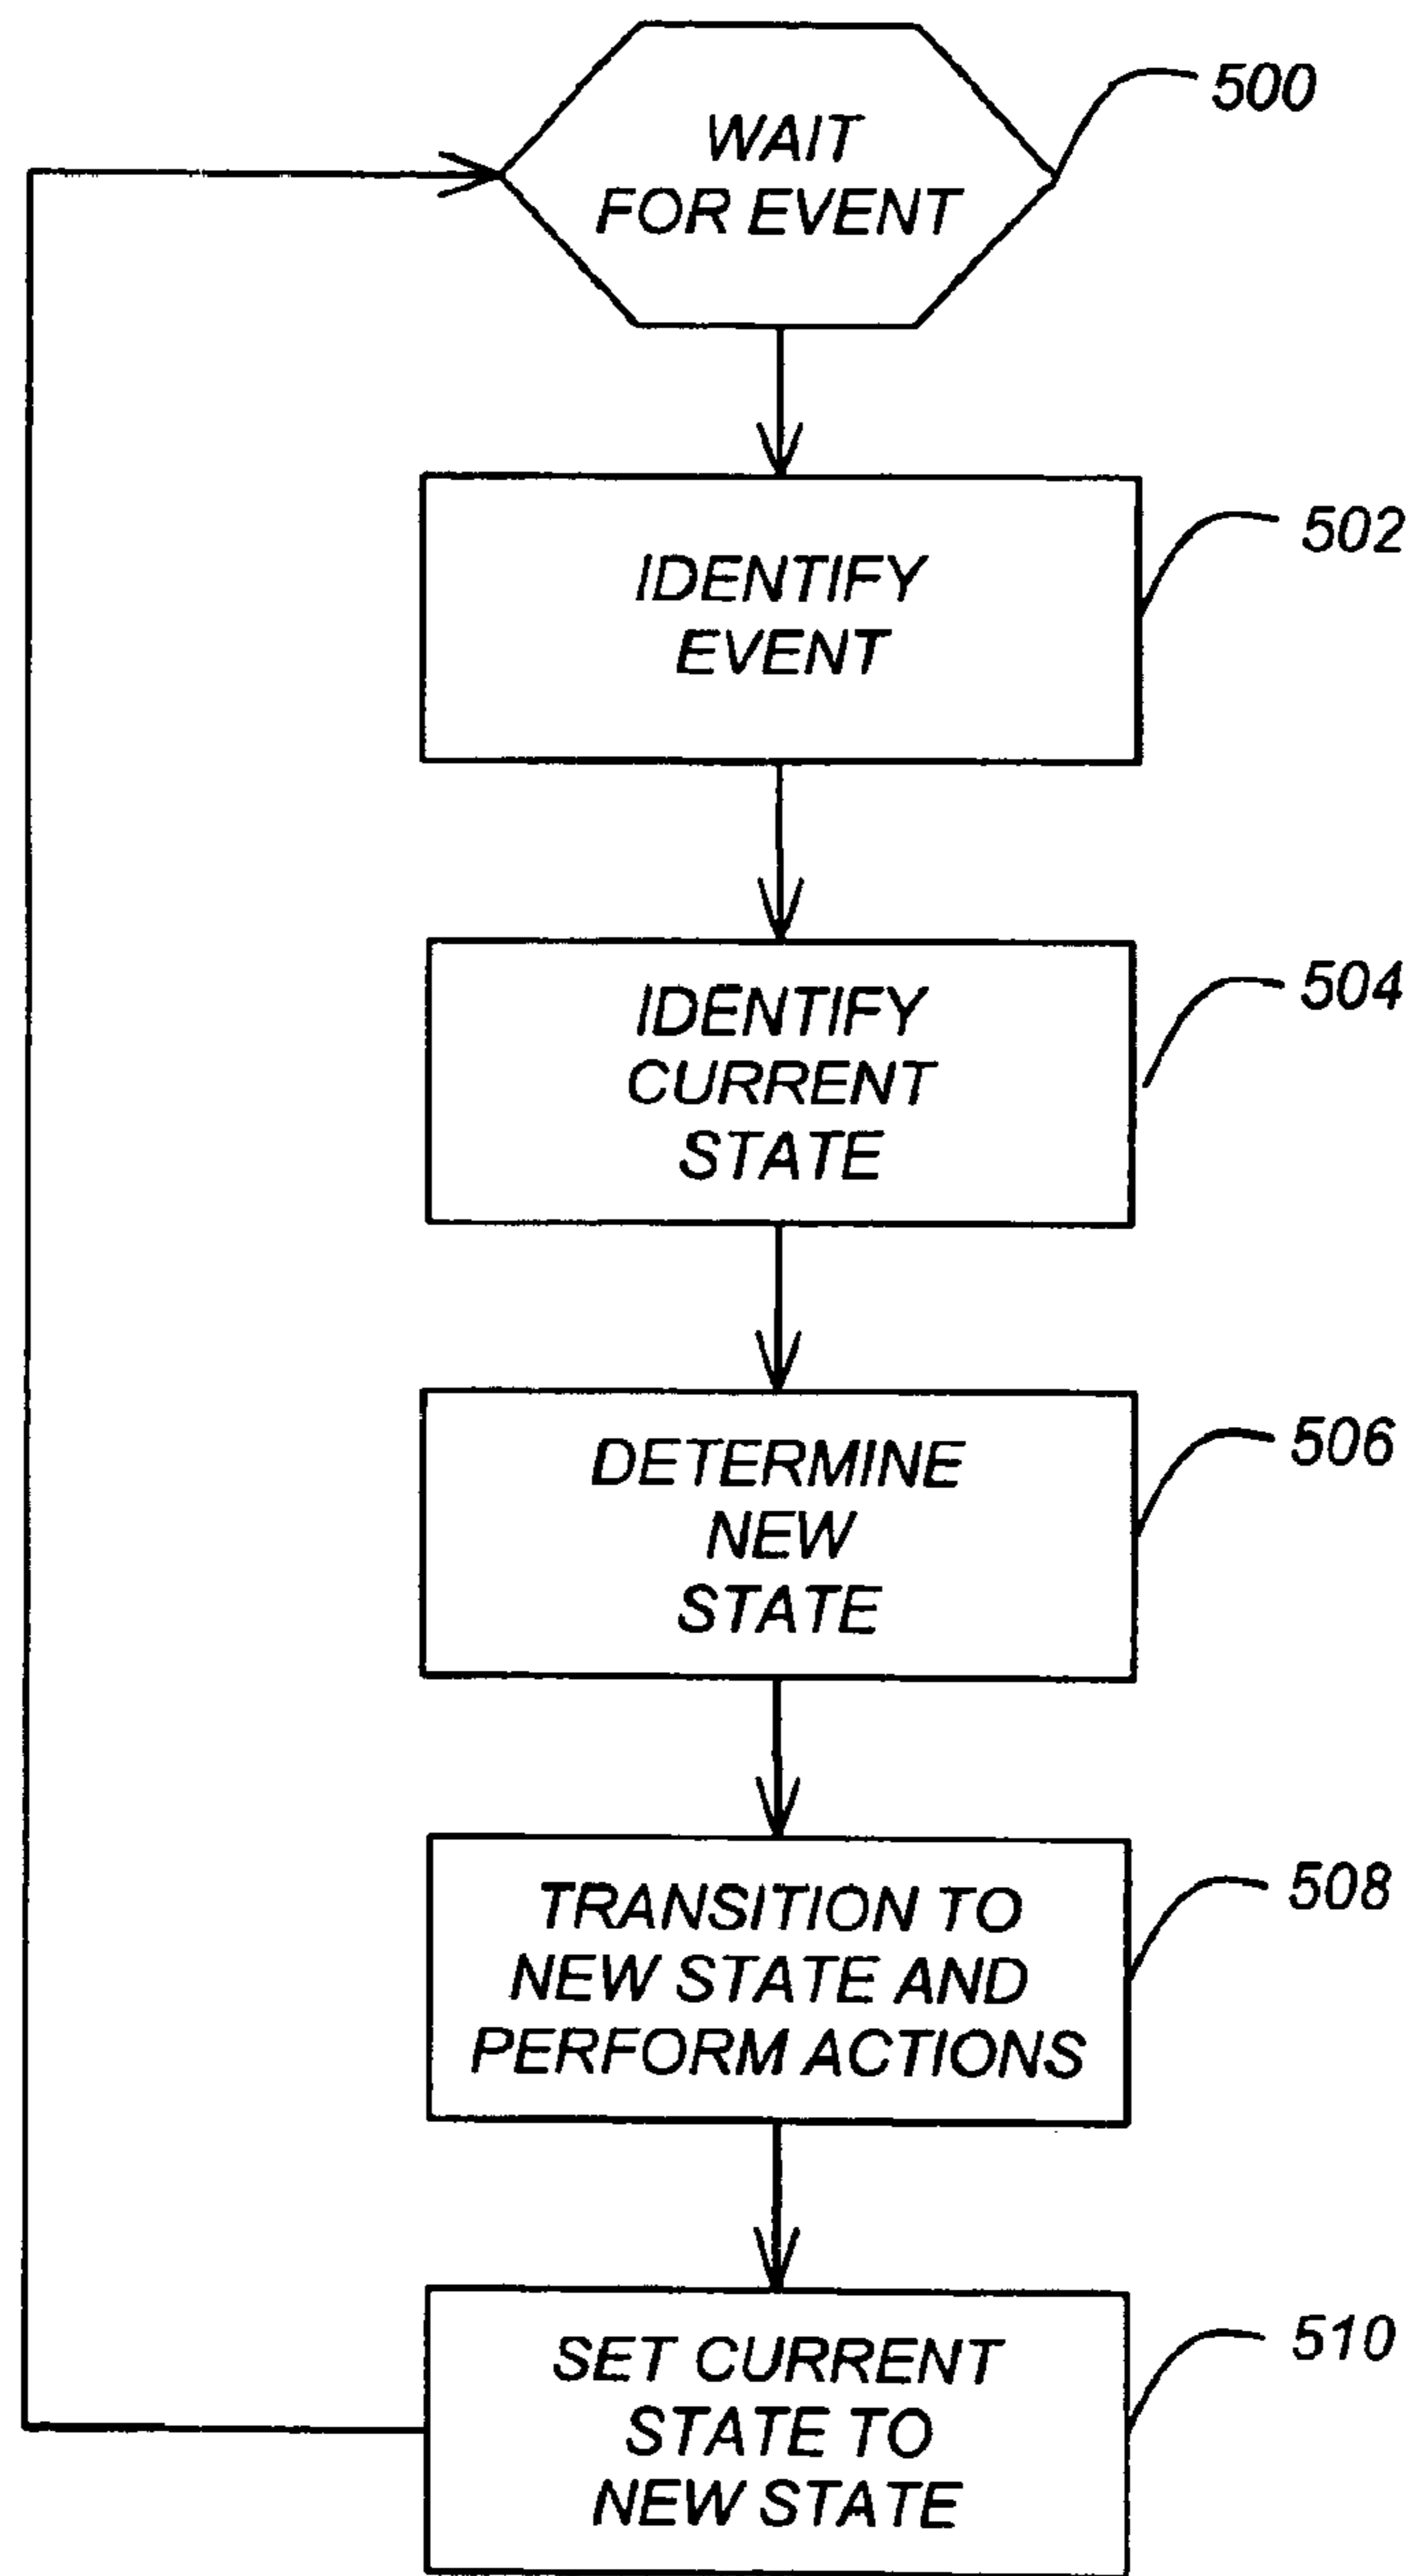 WAIT
FOR EVENT
500
IDENTIFY
EVENT
502
IDENTIFY
CURRENT
STATE
504
DETERMINE
NEW
STATE
506
TRANSITION TO
NEW STATE AND
PERFORM ACTIONS
508
SET CURRENT
STATE TO
NEW STATE
510